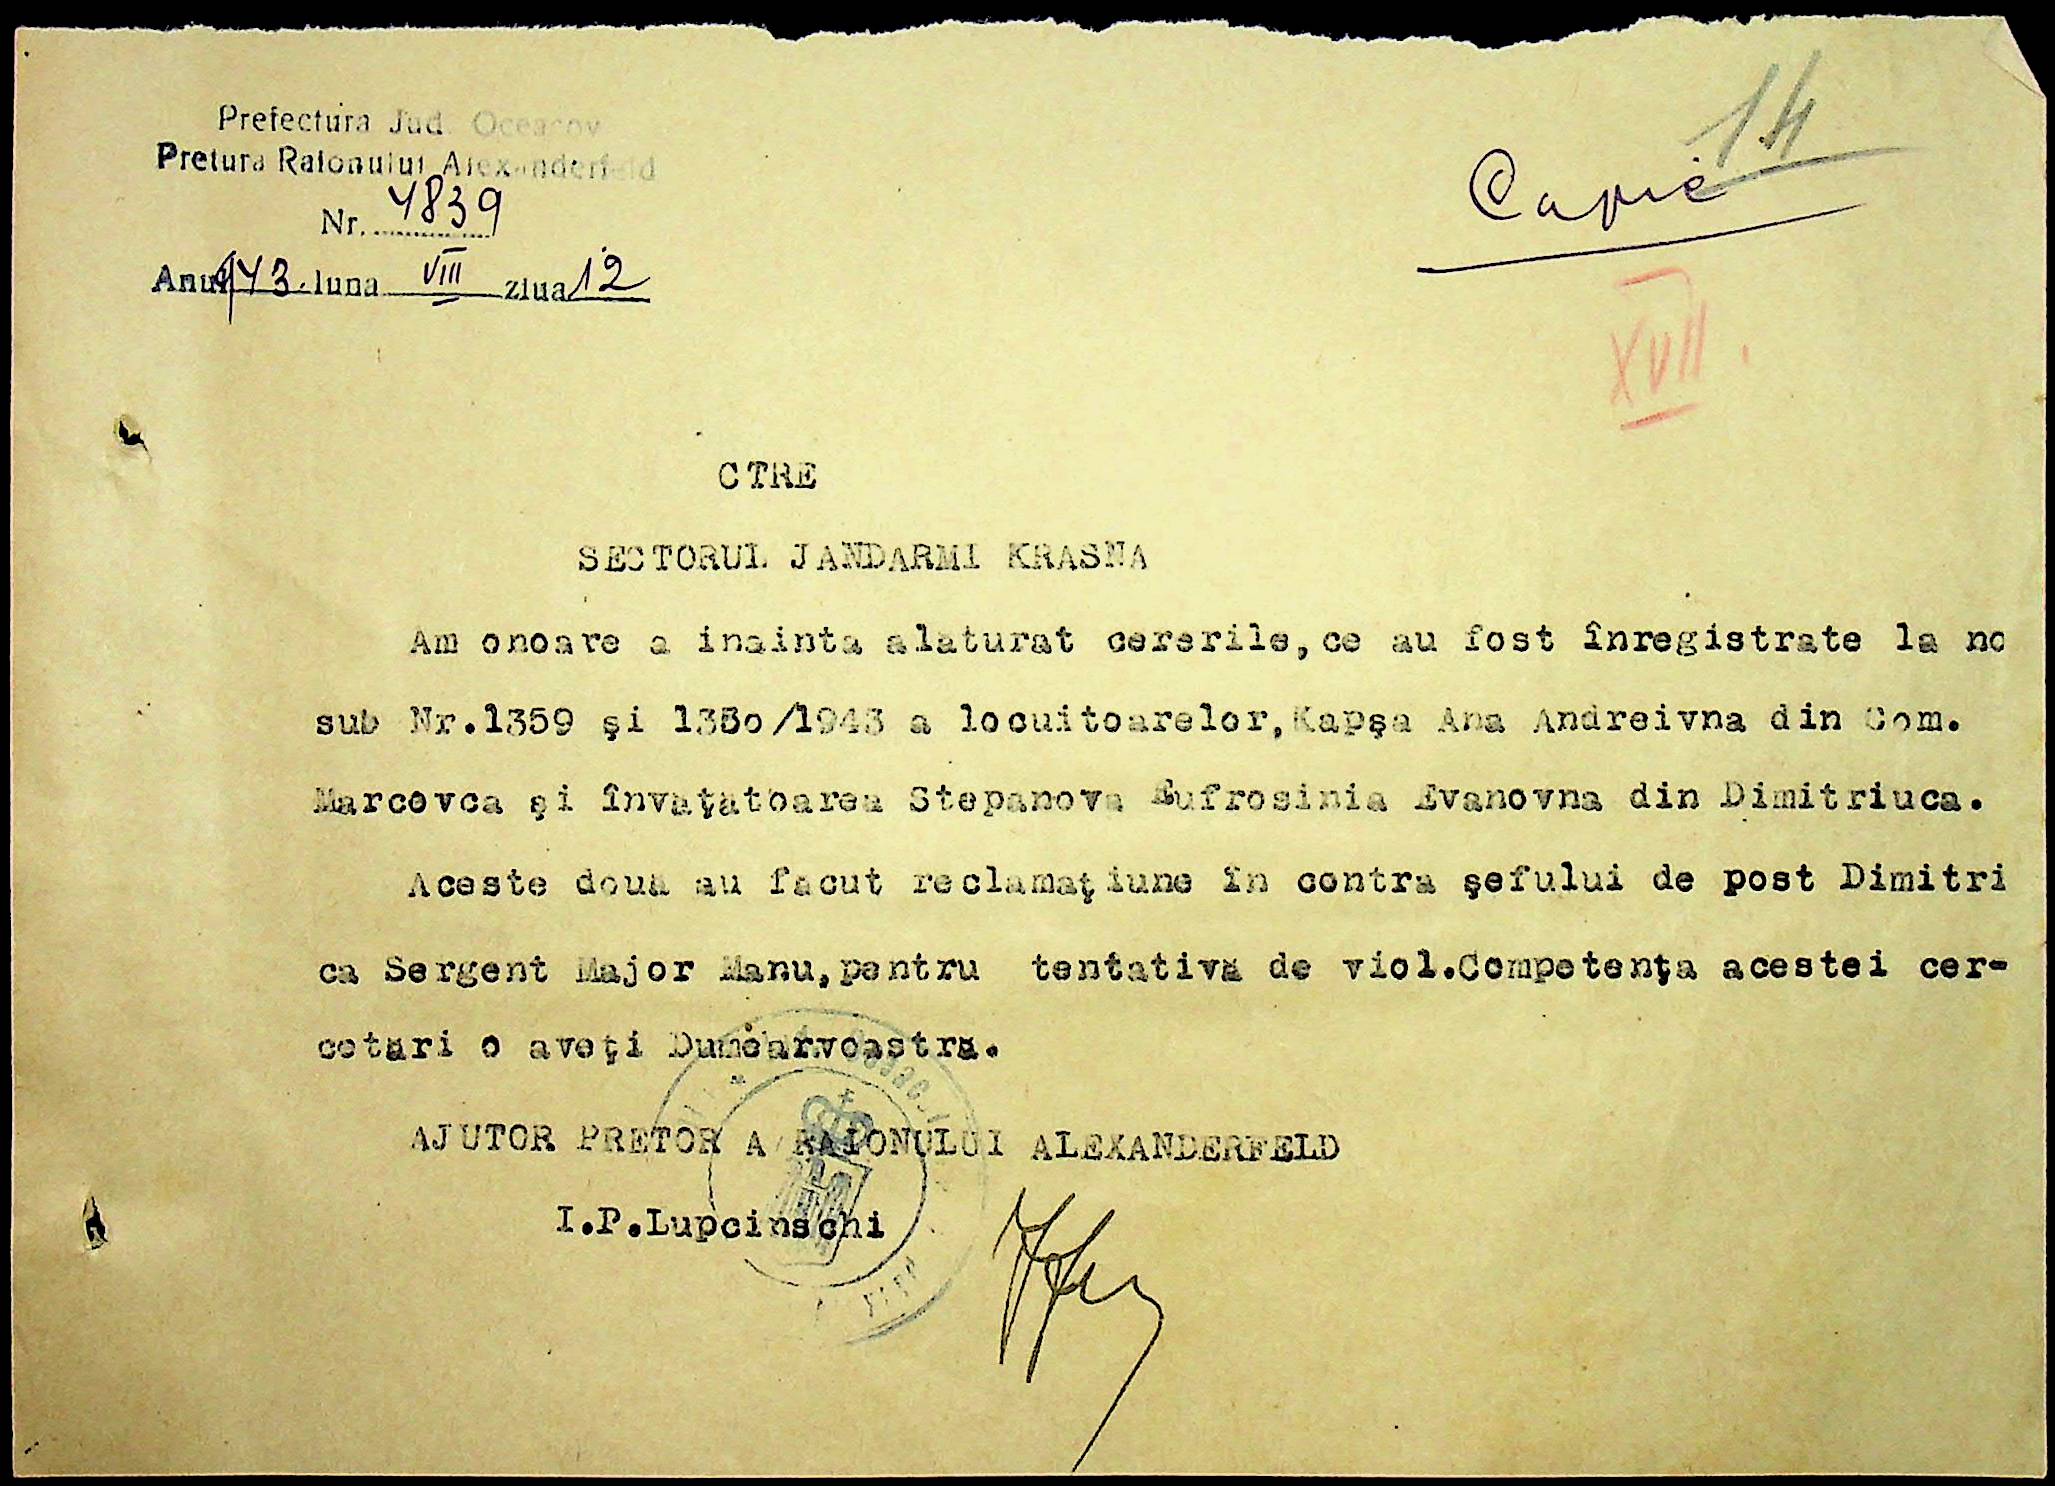 14
Prefectura Jud. Oceacov
Pretura Raionului Alexanderfeld
Nr. 4839
Anul 943. luna VIII ziua 12
Copie
XVII.
CTRE
SECTORUL JANDARMI KRASNA
Am onoare a inainta alaturat cererile, ce au fost înregistrate la no
sub Nr.1359 şi 1350/1943 a locuitoarelor, Kapşa Ana Andreivna din Com.
Marcovca şi învaţatoarea Stepanova Eufrosinia Evanovna din Dimitriuca.
Aceste două au facut reclamaţiune în contra şefului de post Dimitri
ca Sergent Major Manu, pentru tentativă de viol. Competenţa acestei cer-
cetări o aveţi Dumearvoastră.
AJUTOR PRETOR A RAIONULUI ALEXANDERFELD
I.P.Lupcinschi